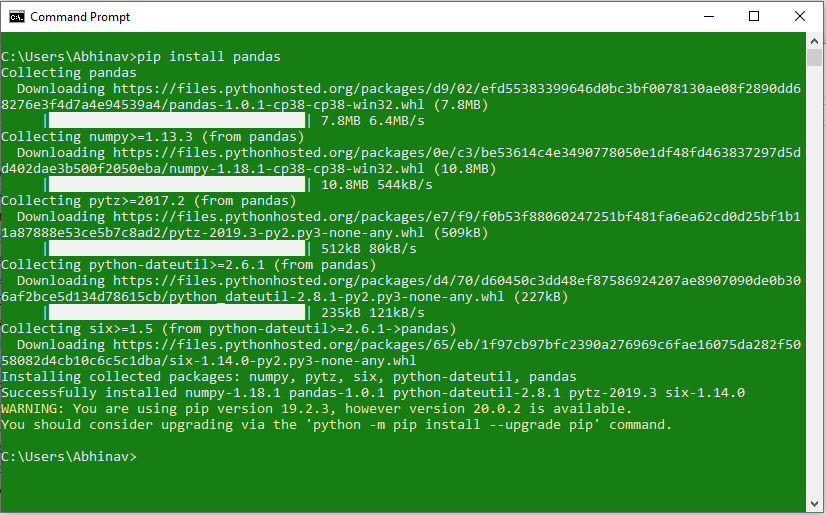 Command Prompt
C:\Users\Abhinav>pip install pandas
Collecting pandas
  Downloading https://files.pythonhosted.org/packages/d9/02/efd55383399646d0bc3bf0078130ae08f2890dd6
8276e3f4d7a4e94539a4/pandas-1.0.1-cp38-cp38-win32.whl (7.8MB)
     |████████████████████████████████| 7.8MB 6.4MB/s
Collecting numpy>=1.13.3 (from pandas)
  Downloading https://files.pythonhosted.org/packages/0e/c3/be53614c4e3490778050e1df48fd463837297d5d
d402dae3b500f2050eba/numpy-1.18.1-cp38-cp38-win32.whl (10.8MB)
     |████████████████████████████████| 10.8MB 544kB/s
Collecting pytz>=2017.2 (from pandas)
  Downloading https://files.pythonhosted.org/packages/e7/f9/f0b53f88060247251bf481fa6ea62cd0d25bf1b1
1a87888e53ce5b7c8ad2/pytz-2019.3-py2.py3-none-any.whl (509kB)
     |████████████████████████████████| 512kB 80kB/s
Collecting python-dateutil>=2.6.1 (from pandas)
  Downloading https://files.pythonhosted.org/packages/d4/70/d60450c3dd48ef87586924207ae8907090de0b30
6af2bce5d134d78615cb/python_dateutil-2.8.1-py2.py3-none-any.whl (227kB)
     |████████████████████████████████| 235kB 121kB/s
Collecting six>=1.5 (from python-dateutil>=2.6.1->pandas)
  Downloading https://files.pythonhosted.org/packages/65/eb/1f97cb97bfc2390a276969c6fae16075da282f50
58082d4cb10c6c5c1dba/six-1.14.0-py2.py3-none-any.whl
Installing collected packages: numpy, pytz, six, python-dateutil, pandas
Successfully installed numpy-1.18.1 pandas-1.0.1 python-dateutil-2.8.1 pytz-2019.3 six-1.14.0
WARNING: You are using pip version 19.2.3, however version 20.0.2 is available.
You should consider upgrading via the 'python -m pip install --upgrade pip' command.
C:\Users\Abhinav>